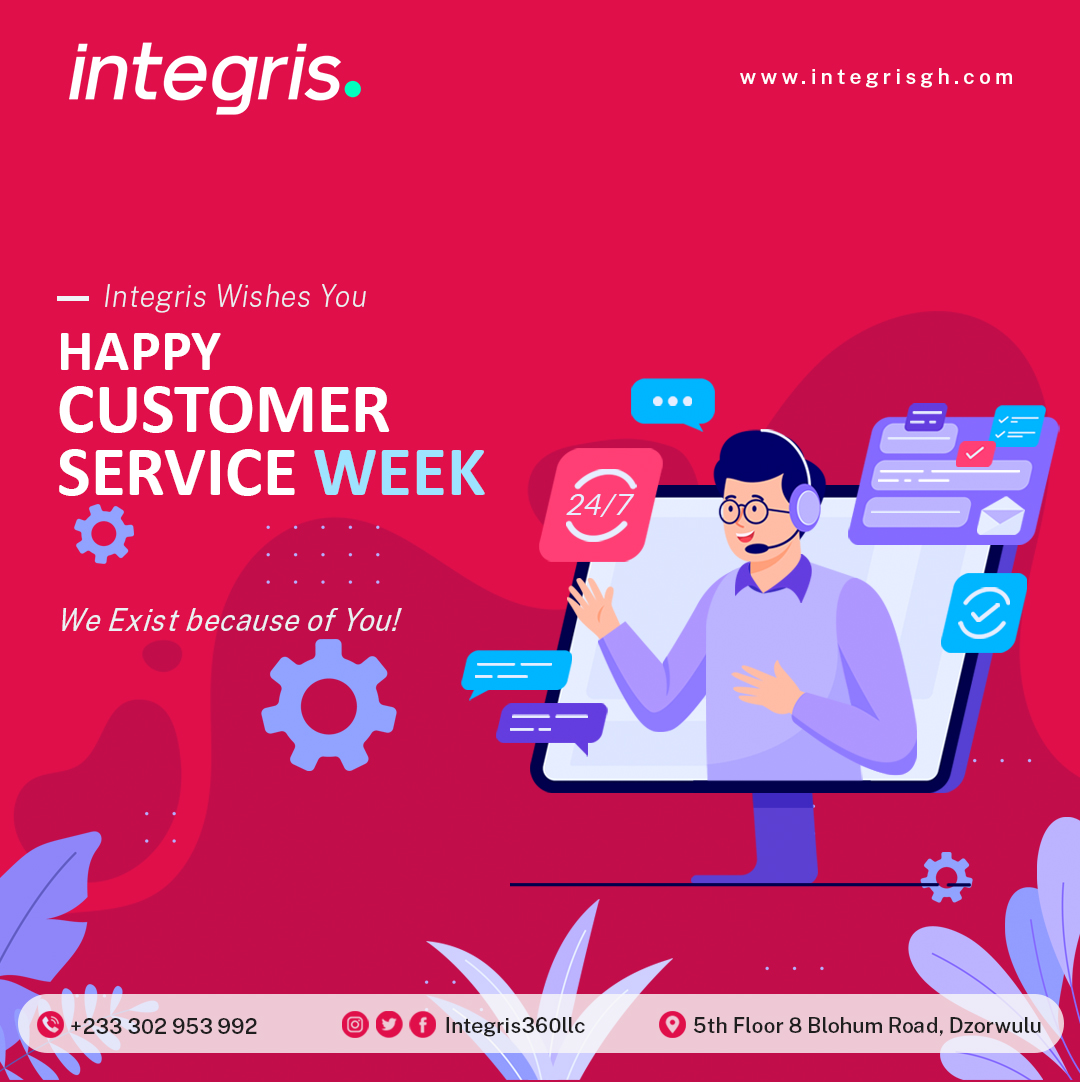 integris.
www.integrisgh.com
Integris Wishes You
HAPPY
CUSTOMER
SERVICE WEEK
We Exist because of You!
24/7
+233 302 953 992
Integris360llc
5th Floor 8 Blohum Road, Dzorwulu